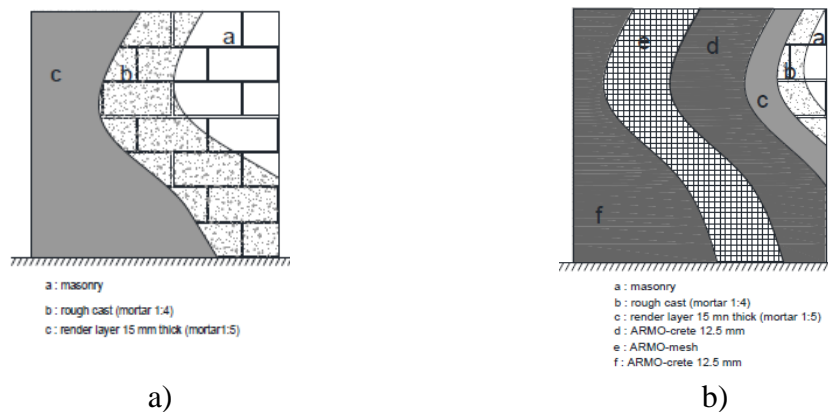 c
b
a
a : masonry
b : rough cast (mortar 1:4)
c : render layer 15 mm thick (mortar1:5)
a)
e
d
a
b
c
f
a : masonry
b : rough cast (mortar 1:4)
c : render layer 15 mn thick (mortar 1:5)
d : ARMO-crete 12.5 mm
e : ARMO-mesh
f : ARMO-crete 12.5 mm
b)